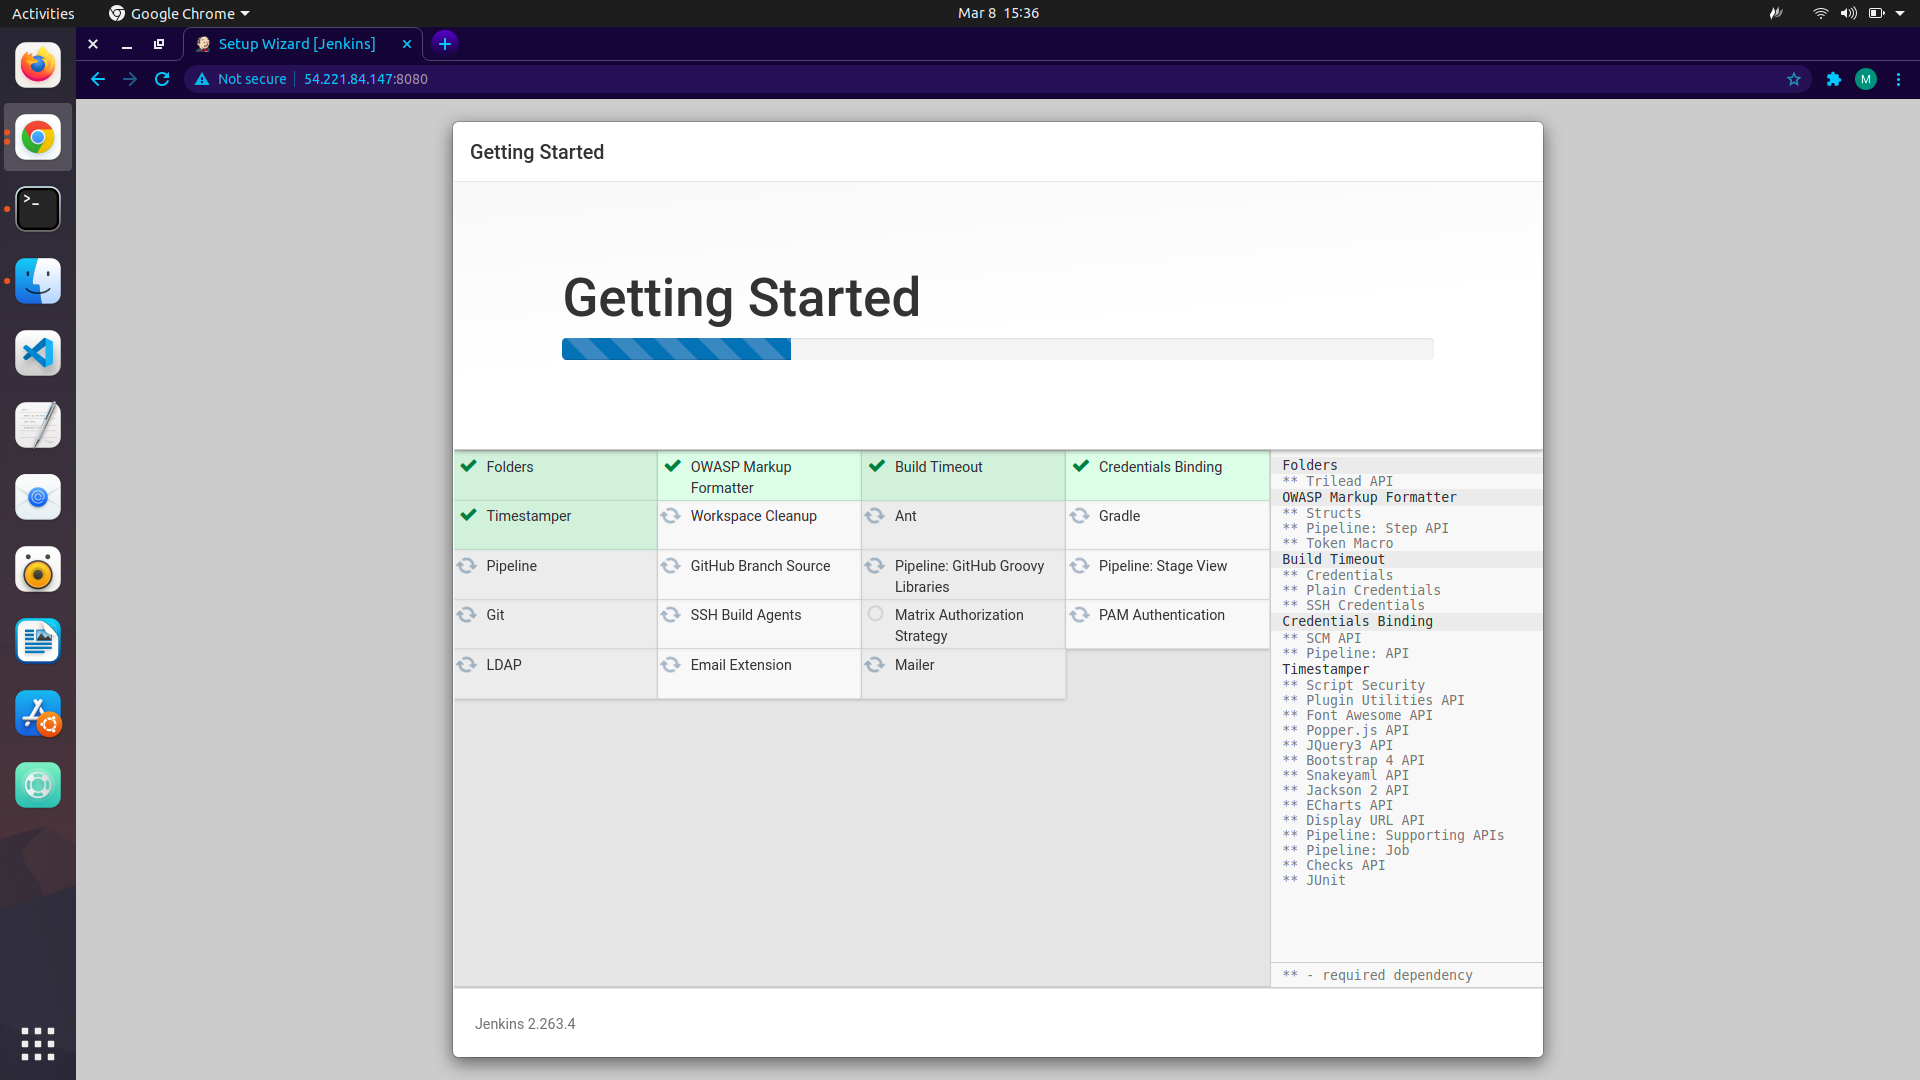 Activities
Google Chrome
Mar 8 15:36
Setup Wizard [Jenkins]
Not secure
54.221.84.147:8080
M
Getting Started
Getting Started
Folders
OWASP Markup
Formatter
Build Timeout
Credentials Binding
Timestamper
Workspace Cleanup
Ant
Gradle
Pipeline
GitHub Branch Source
Pipeline: GitHub Groovy
Libraries
Pipeline: Stage View
Git
SSH Build Agents
Matrix Authorization
Strategy
PAM Authentication
LDAP
Email Extension
Mailer
Folders
** Trilead API
OWASP Markup Formatter
** Structs
** Pipeline: Step API
** Token Macro
Build Timeout
** Credentials
** Plain Credentials
** SSH Credentials
Credentials Binding
** SCM API
** Pipeline: API
Timestamper
** Script Security
** Plugin Utilities API
** Font Awesome API
** Popper.js API
** JQuery3 API
** Bootstrap 4 API
** Snakeyaml API
** Jackson 2 API
** ECharts API
** Display URL API
** Pipeline: Supporting APIs
** Pipeline: Job
** Checks API
** JUnit
** - required dependency
Jenkins 2.263.4